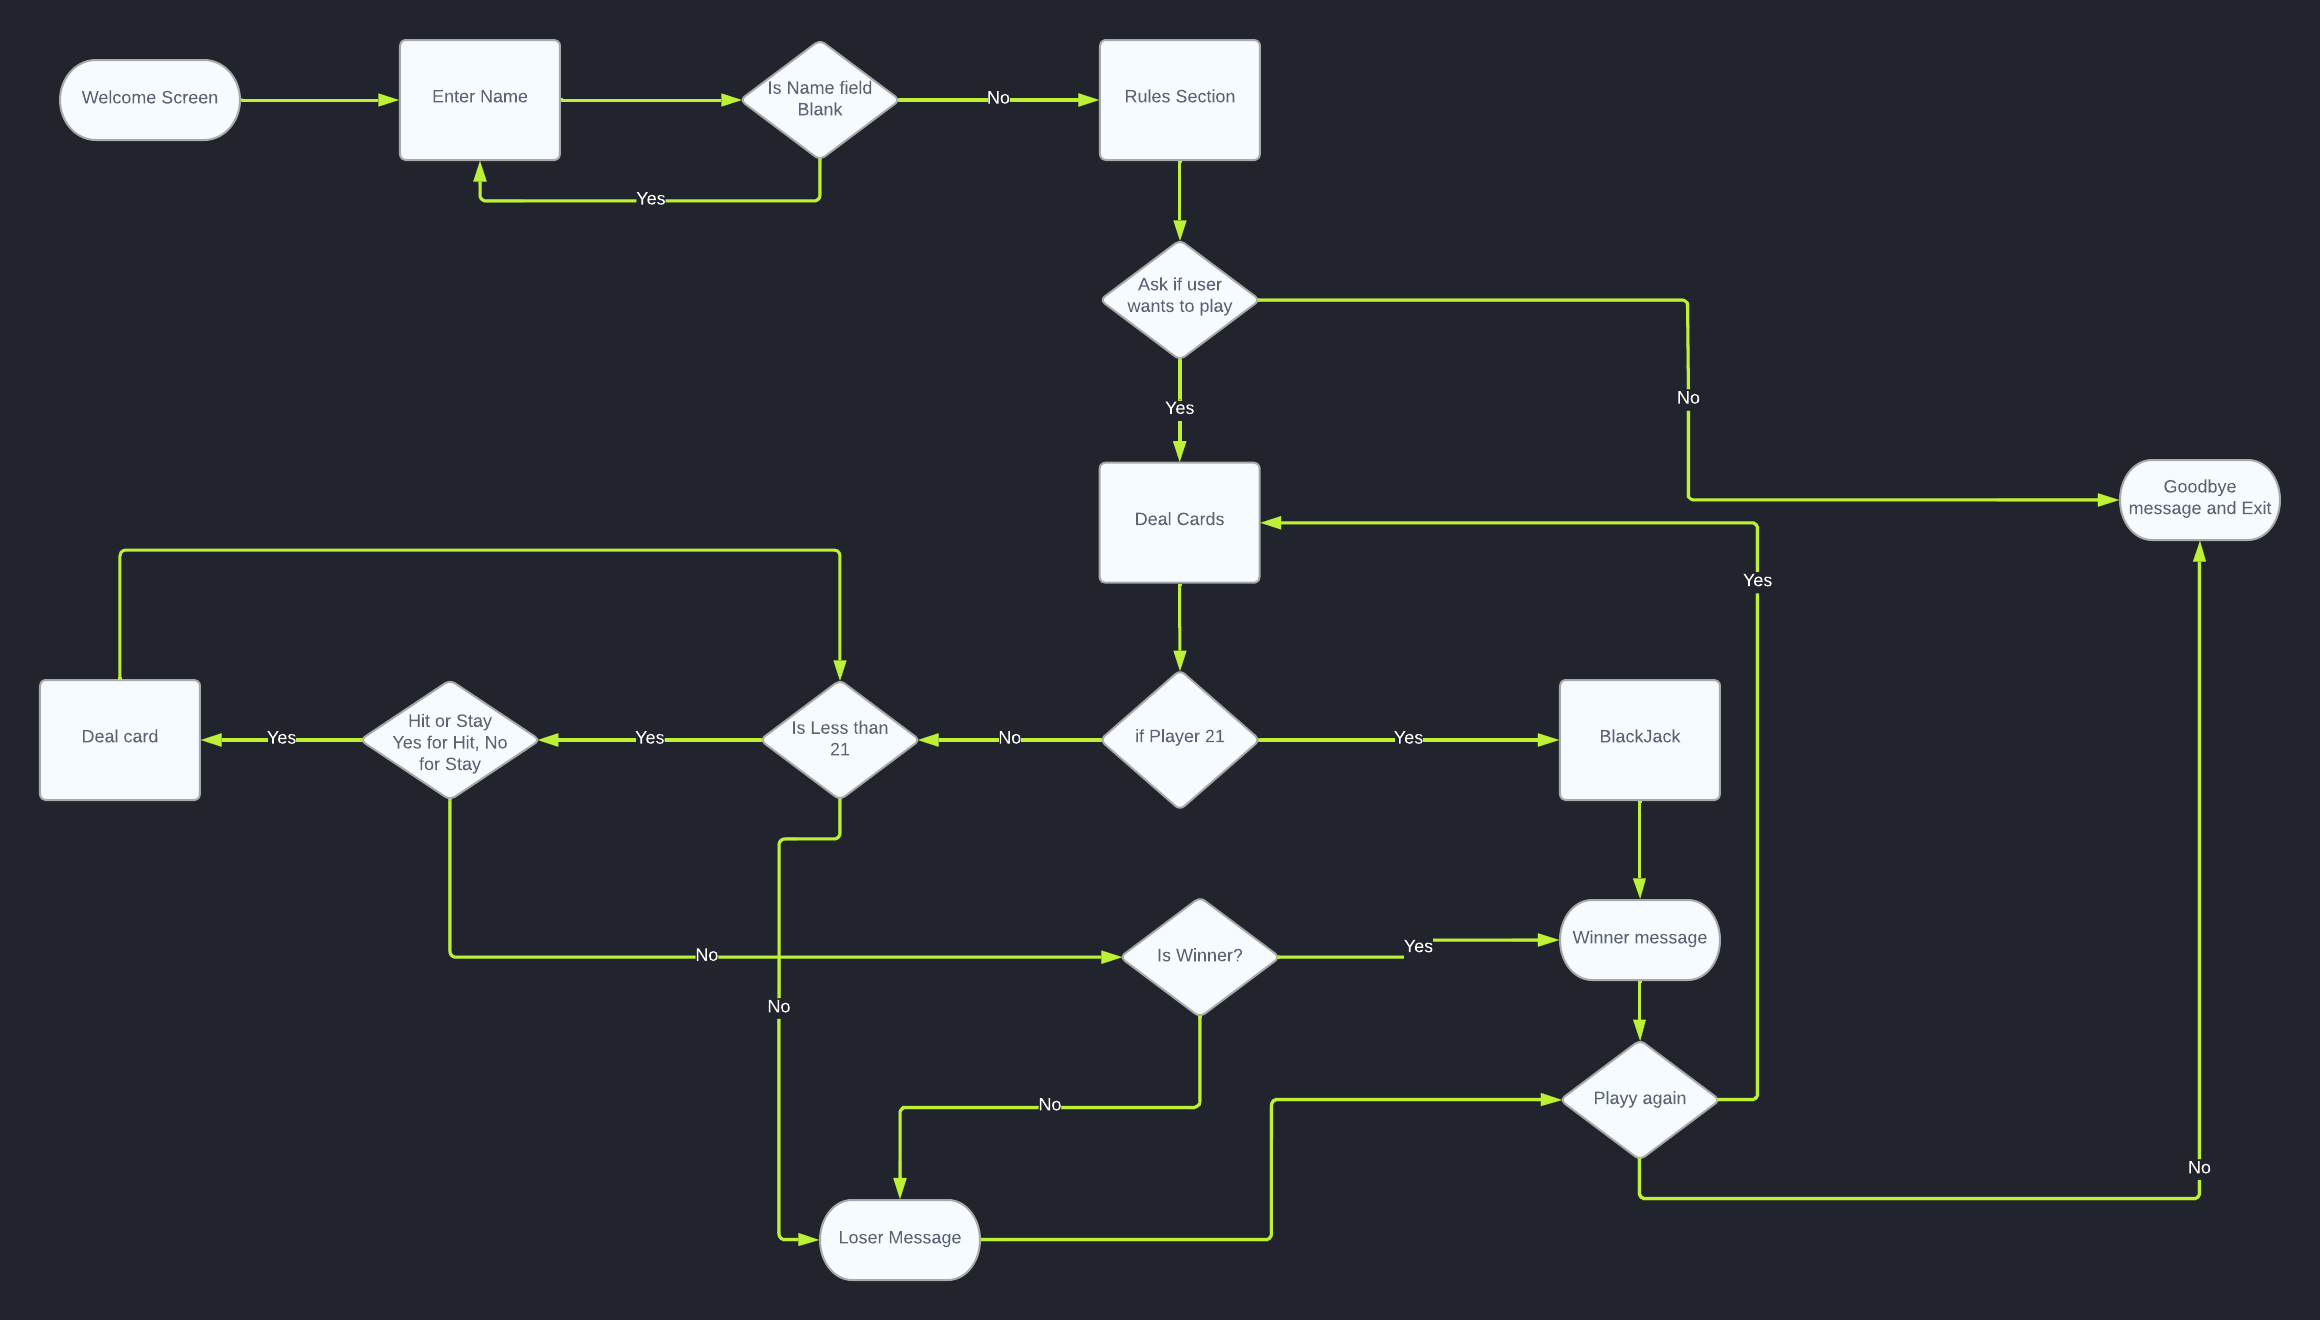 Welcome Screen
Enter Name
Is Name field
Blank
No
Rules Section
Yes
Ask if user
wants to play
No
Yes
Deal Cards
Goodbye
message and Exit
Yes
Deal card
Yes
Hit or Stay
Yes for Hit, No
for Stay
Yes
Is Less than
21
No
if Player 21
Yes
BlackJack
No
Is Winner?
Yes
Winner message
No
No
Playy again
No
Loser Message